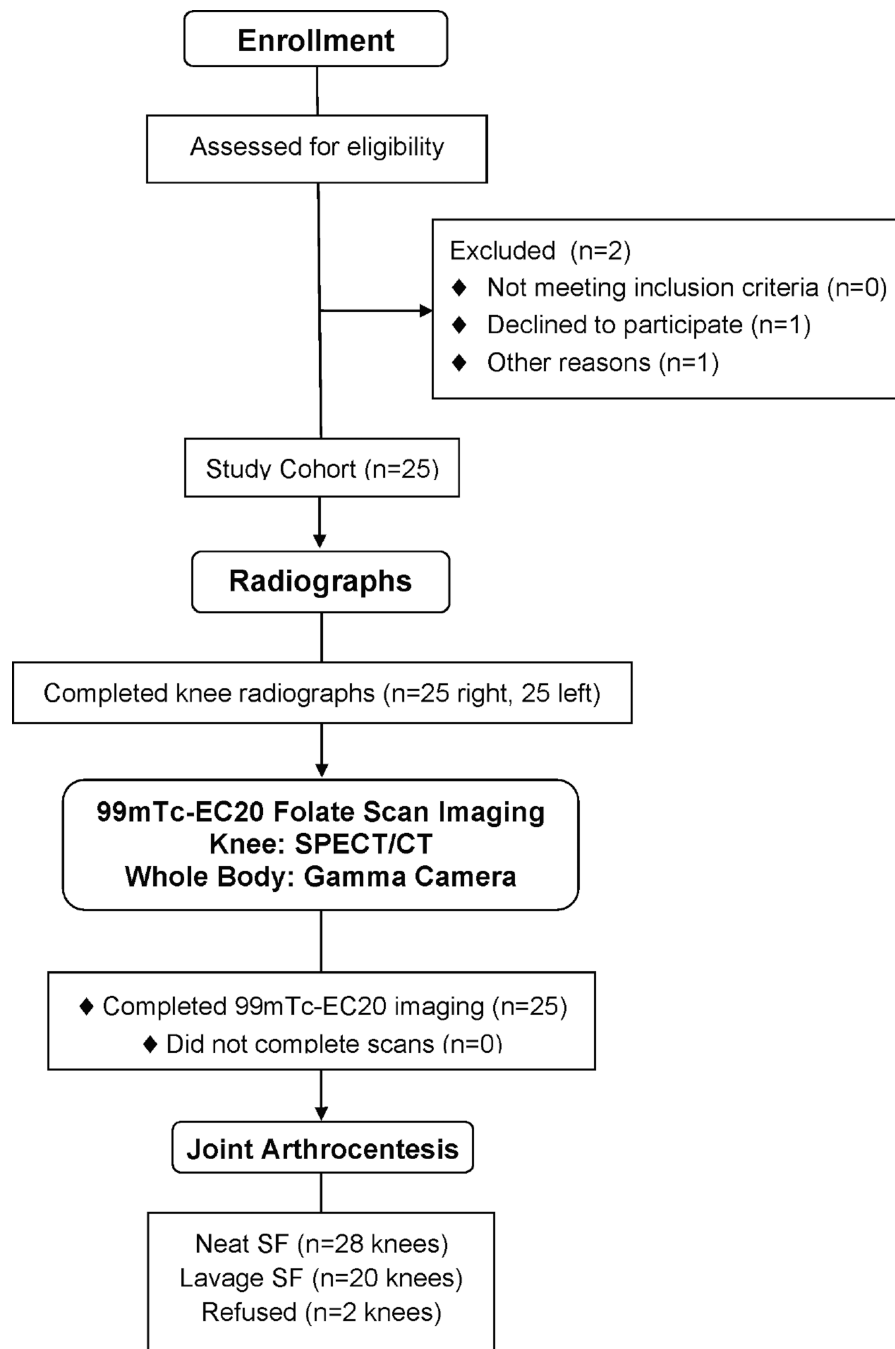 Enrollment
Assessed for eligibility
Excluded (n=2)
♦ Not meeting inclusion criteria (n=0)
♦ Declined to participate (n=1)
♦ Other reasons (n=1)
Study Cohort (n=25)
Radiographs
Completed knee radiographs (n=25 right, 25 left)
99mTc-EC20 Folate Scan Imaging
Knee: SPECT/CT
Whole Body: Gamma Camera
♦ Completed 99mTc-EC20 imaging (n=25)
♦ Did not complete scans (n=0)
Joint Arthrocentesis
Neat SF (n=28 knees)
Lavage SF (n=20 knees)
Refused (n=2 knees)